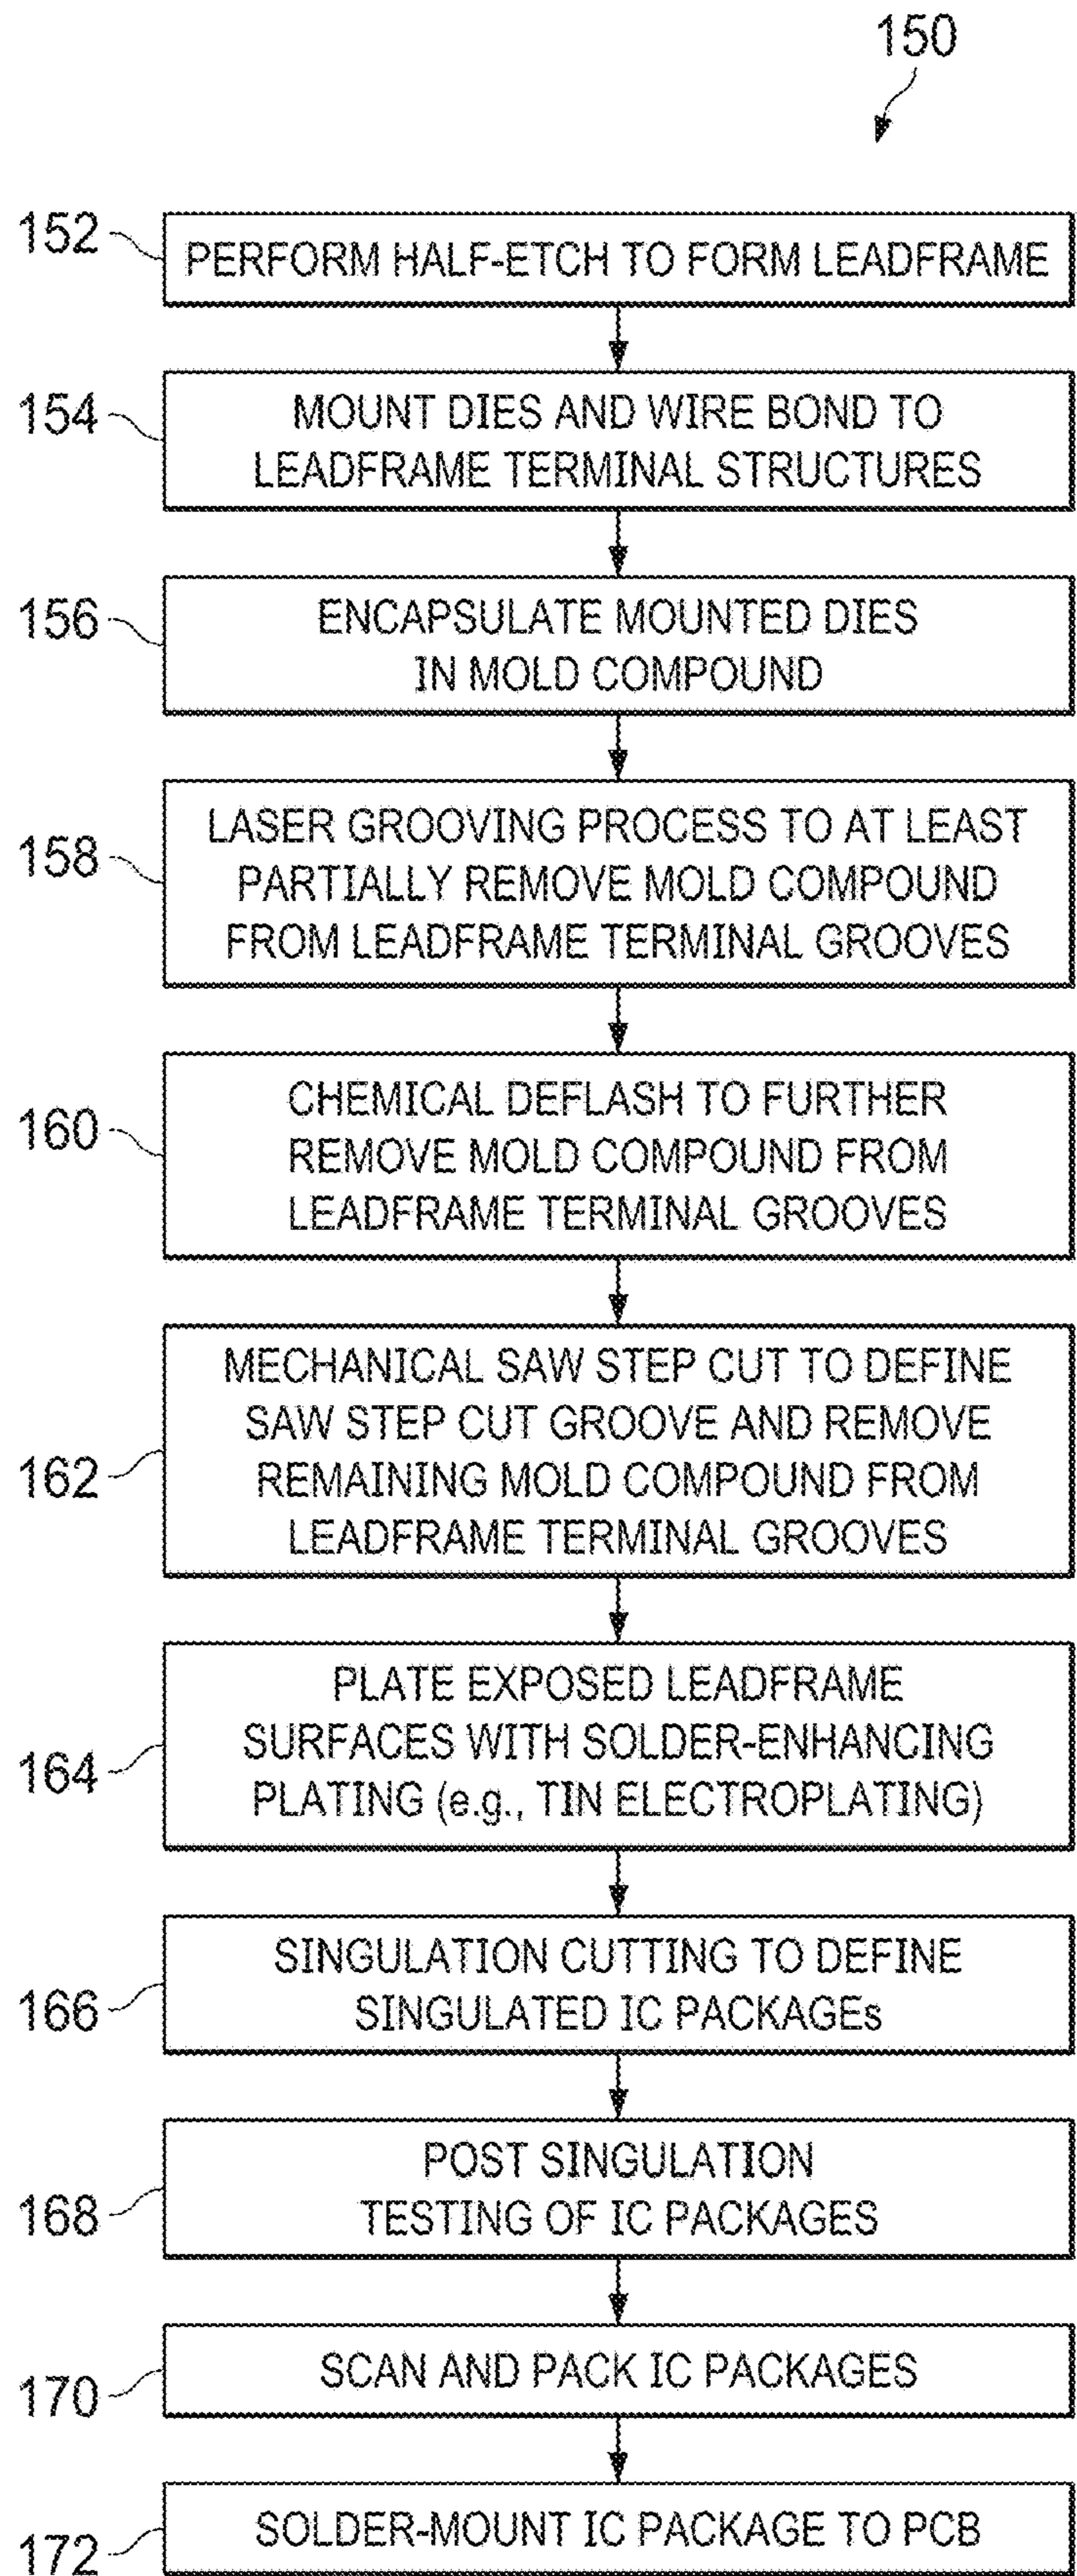 150
152
PERFORM HALF-ETCH TO FORM LEADFRAME
154
MOUNT DIES AND WIRE BOND TO
LEADFRAME TERMINAL STRUCTURES
156
ENCAPSULATE MOUNTED DIES
IN MOLD COMPOUND
158
LASER GROOVING PROCESS TO AT LEAST
PARTIALLY REMOVE MOLD COMPOUND
FROM LEADFRAME TERMINAL GROOVES
160
CHEMICAL DEFLASH TO FURTHER
REMOVE MOLD COMPOUND FROM
LEADFRAME TERMINAL GROOVES
162
MECHANICAL SAW STEP CUT TO DEFINE
SAW STEP CUT GROOVE AND REMOVE
REMAINING MOLD COMPOUND FROM
LEADFRAME TERMINAL GROOVES
164
PLATE EXPOSED LEADFRAME
SURFACES WITH SOLDER-ENHANCING
PLATING (e.g., TIN ELECTROPLATING)
166
SINGULATION CUTTING TO DEFINE
SINGULATED IC PACKAGEs
168
POST SINGULATION
TESTING OF IC PACKAGES
170
SCAN AND PACK IC PACKAGES
172
SOLDER-MOUNT IC PACKAGE TO PCB